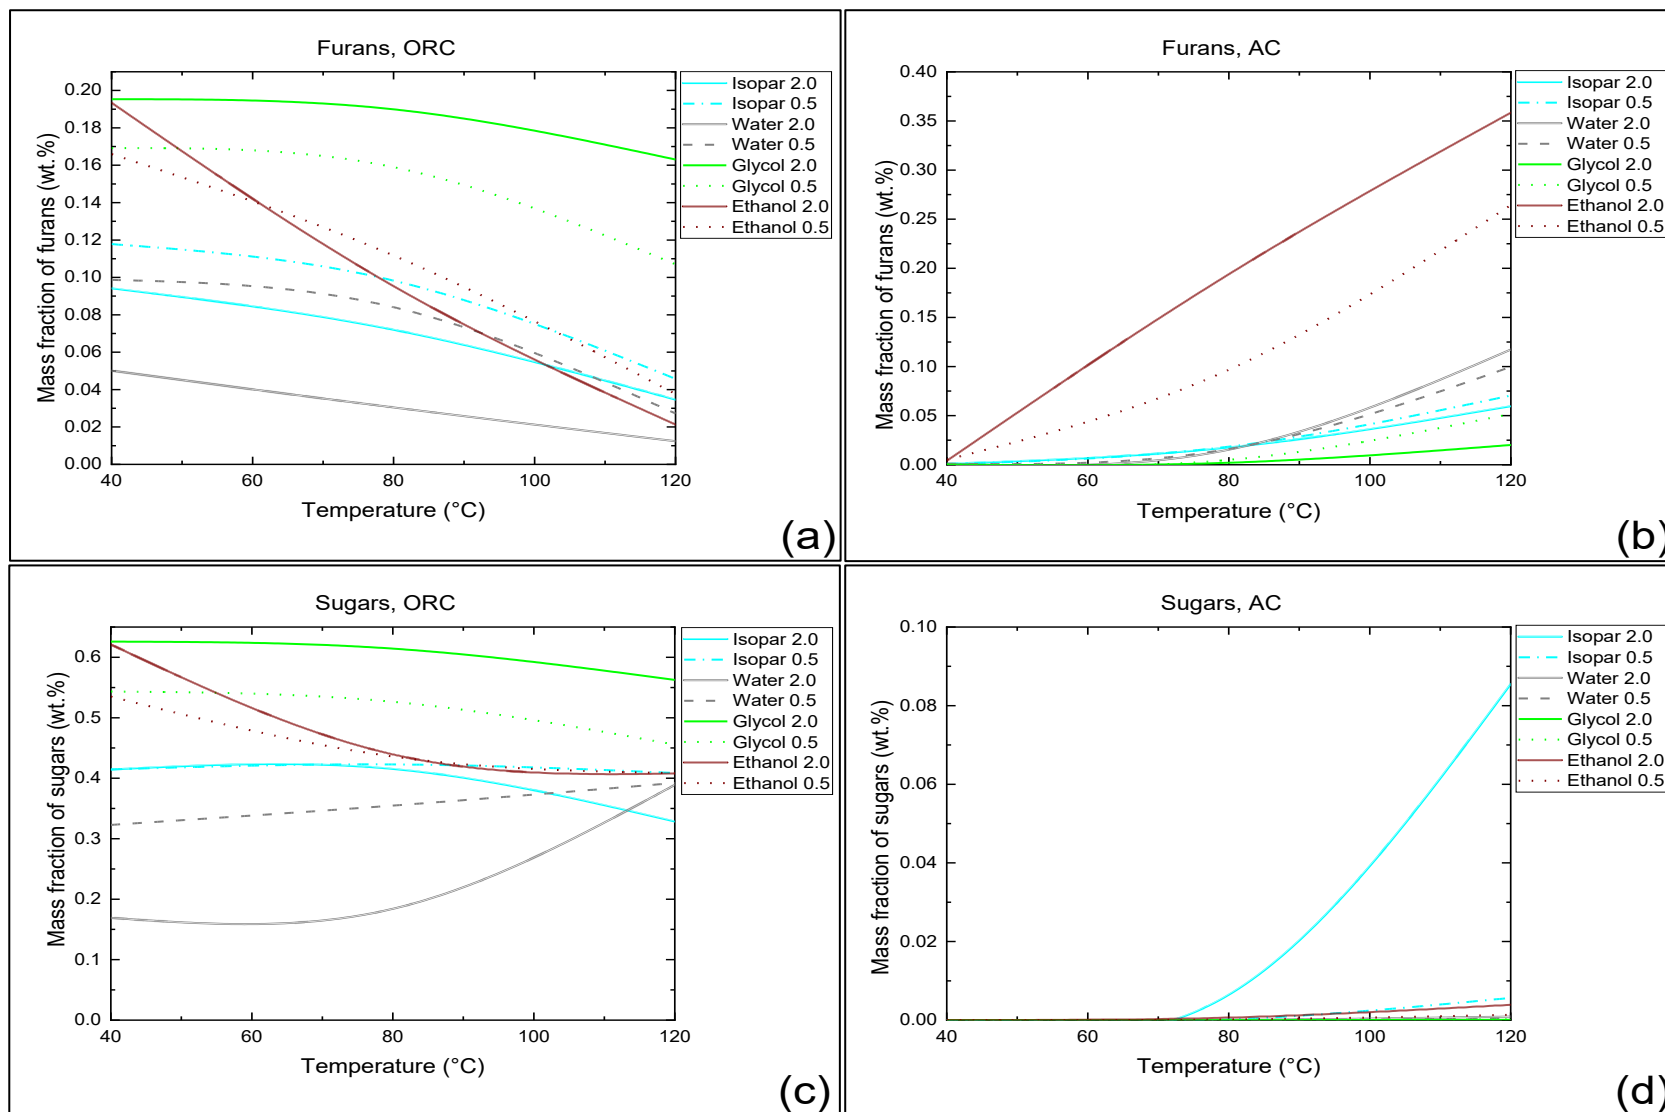 Furans, ORC
Mass fraction of furans (wt.%)
0.20
0.18
0.16
0.14
0.12
0.10
0.08
0.06
0.04
0.02
0.00
40 60 80 100 120
Temperature (°C)
Isopar 2.0
Isopar 0.5
Water 2.0
Water 0.5
Glycol 2.0
Glycol 0.5
Ethanol 2.0
Ethanol 0.5
(a)
Furans, AC
Mass fraction of furans (wt.%)
0.40
0.35
0.30
0.25
0.20
0.15
0.10
0.05
0.00
40 60 80 100 120
Temperature (°C)
Isopar 2.0
Isopar 0.5
Water 2.0
Water 0.5
Glycol 2.0
Glycol 0.5
Ethanol 2.0
Ethanol 0.5
(b)
Sugars, ORC
Mass fraction of sugars (wt.%)
0.6
0.5
0.4
0.3
0.2
0.1
0.0
40 60 80 100 120
Temperature (°C)
Isopar 2.0
Isopar 0.5
Water 2.0
Water 0.5
Glycol 2.0
Glycol 0.5
Ethanol 2.0
Ethanol 0.5
(c)
Sugars, AC
Mass fraction of sugars (wt.%)
0.10
0.08
0.06
0.04
0.02
0.00
40 60 80 100 120
Temperature (°C)
Isopar 2.0
Isopar 0.5
Water 2.0
Water 0.5
Glycol 2.0
Glycol 0.5
Ethanol 2.0
Ethanol 0.5
(d)